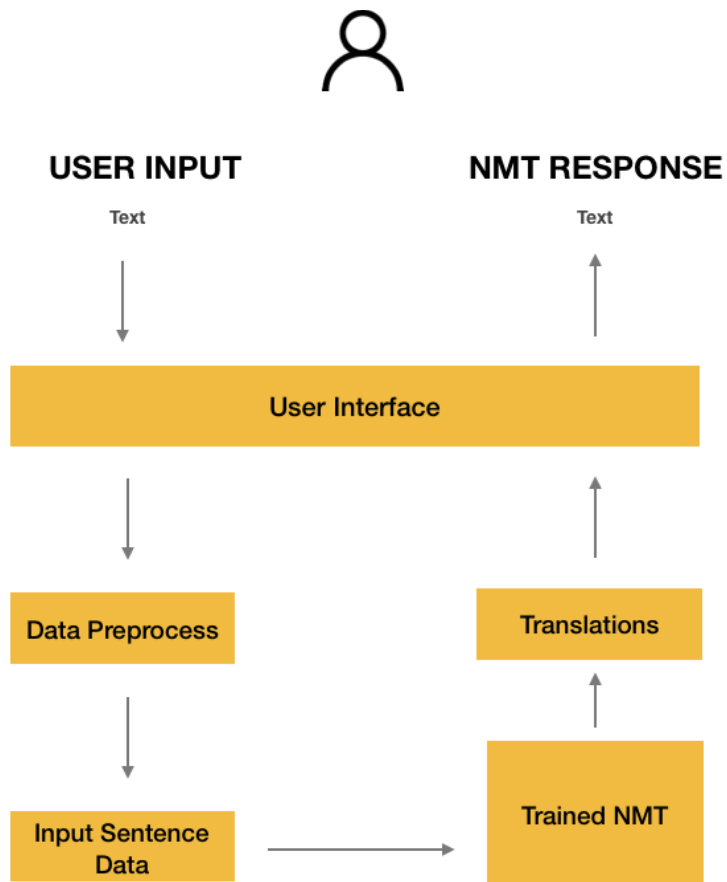 USER INPUT
NMT RESPONSE
Text
Text
User Interface
Data Preprocess
Translations
Input Sentence
Data
Trained NMT